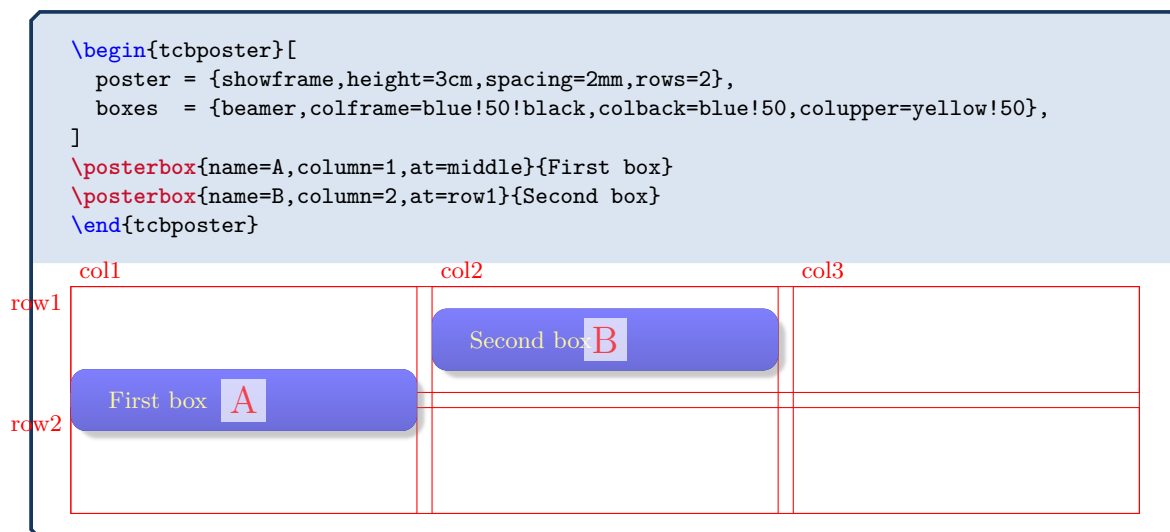 \begin{tcbposter}[
  poster = {showframe,height=3cm,spacing=2mm,rows=2},
  boxes  = {beamer,colframe=blue!50!black,colback=blue!50,colupper=yellow!50},
]
\posterbox{name=A,column=1,at=middle}{First box}
\posterbox{name=B,column=2,at=row1}{Second box}
\end{tcbposter}
col1 col2 col3
row1
Second box B
First box A
row2